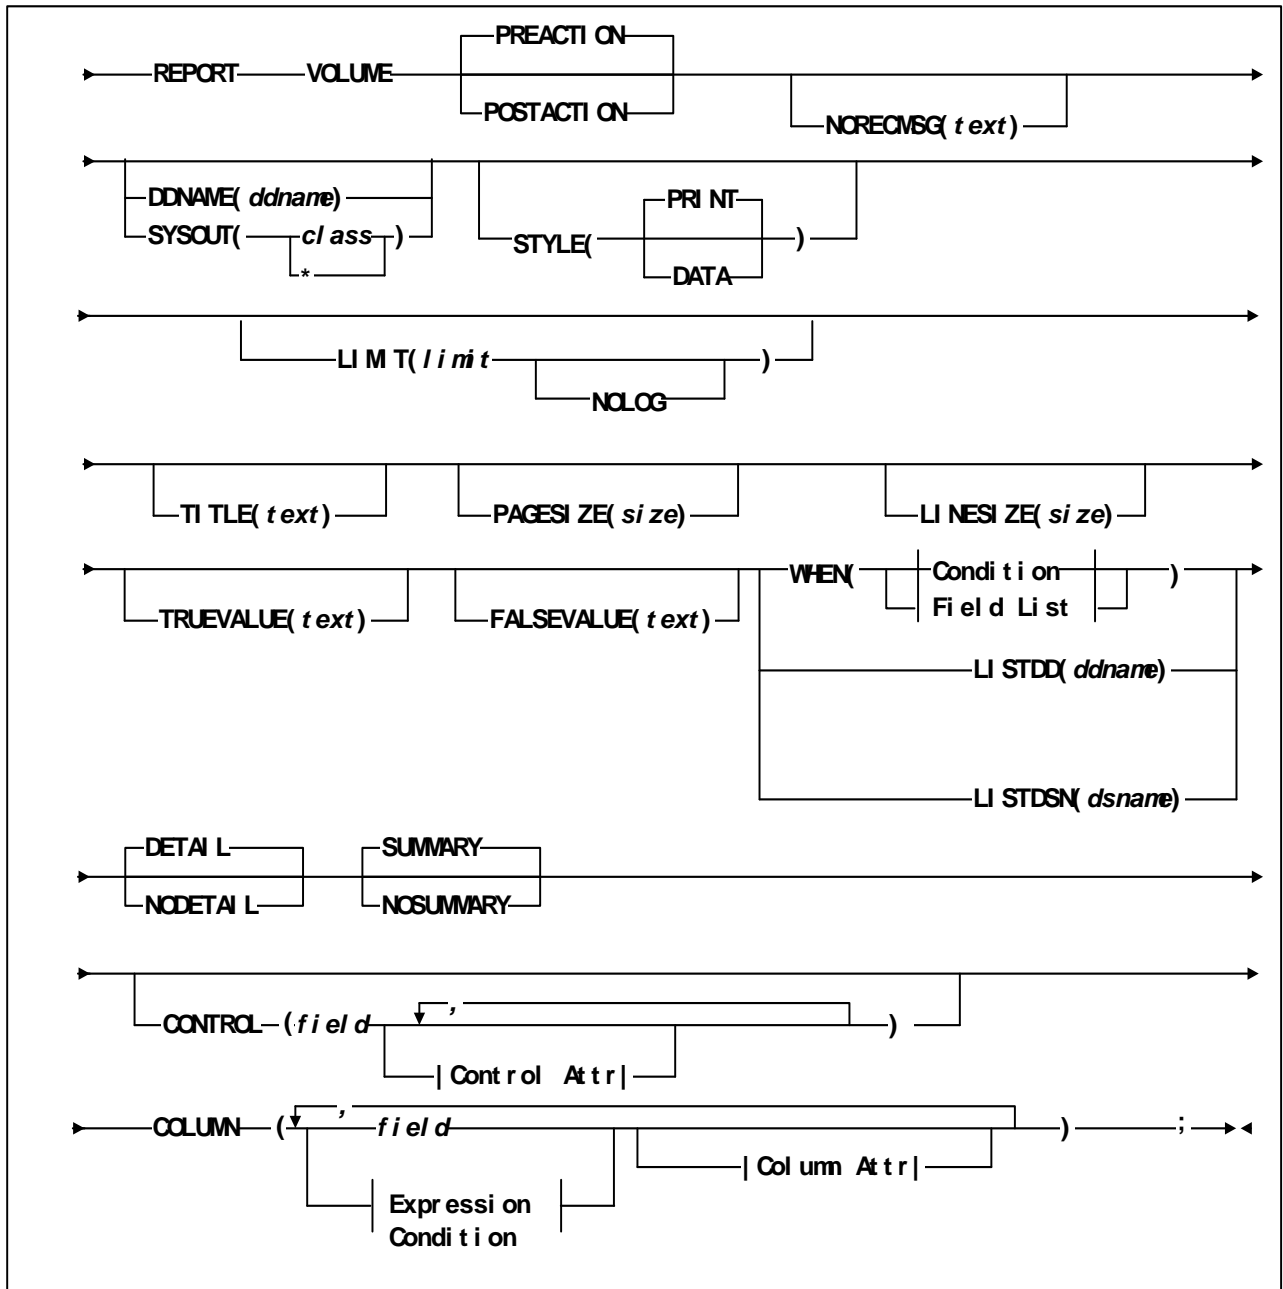 PREACTION
REPORT VOLUME
POSTACTION
NORECMSG(text)
DDNAME(ddname)
SYSOUT( class )
*
PRINT
STYLE( )
DATA
LIMIT(limit )
NOLOG
TITLE(text)
PAGESIZE(size)
LINESIZE(size)
TRUEVALUE(text)
FALSEVALUE(text)
WHEN( Condition )
Field List
LISTDD(ddname)
LISTDSN(dsname)
DETAIL
NODETAIL
SUMMARY
NOSUMMARY
,
CONTROL (field )
|Control Attr|
,
COLUMN ( field ) ;
|Column Attr|
Expression
Condition